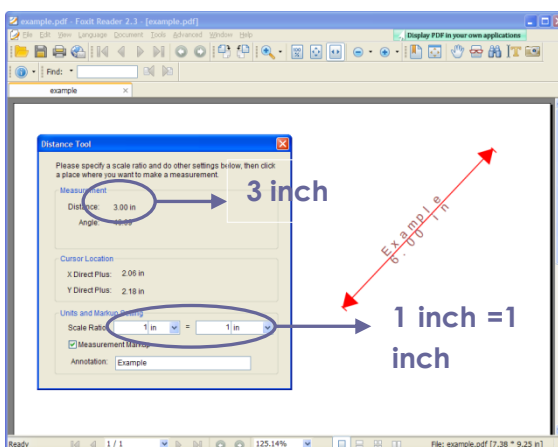 example.pdf - Foxit Reader 2.3 - [example.pdf]
File Edit View Language Document Tools Advanced Window Help
Display PDF in your own applications
Find:
example
Distance Tool
Please specify a scale ratio and do other settings below, then click
a place where you want to make a measurement.
Measurement
Distance: 3.00 in
Angle:
3 inch
Cursor Location
X Direct Plus: 2.06 in
Y Direct Plus: 2.18 in
Units and Markup Setting
Scale Ratio: 1 in = 1 in
Measurement Markup
Annotation: Example
Example
6.00 in
1 inch =1
inch
Ready 1 / 1 125.14% File: example.pdf [7.38 * 9.25 in]